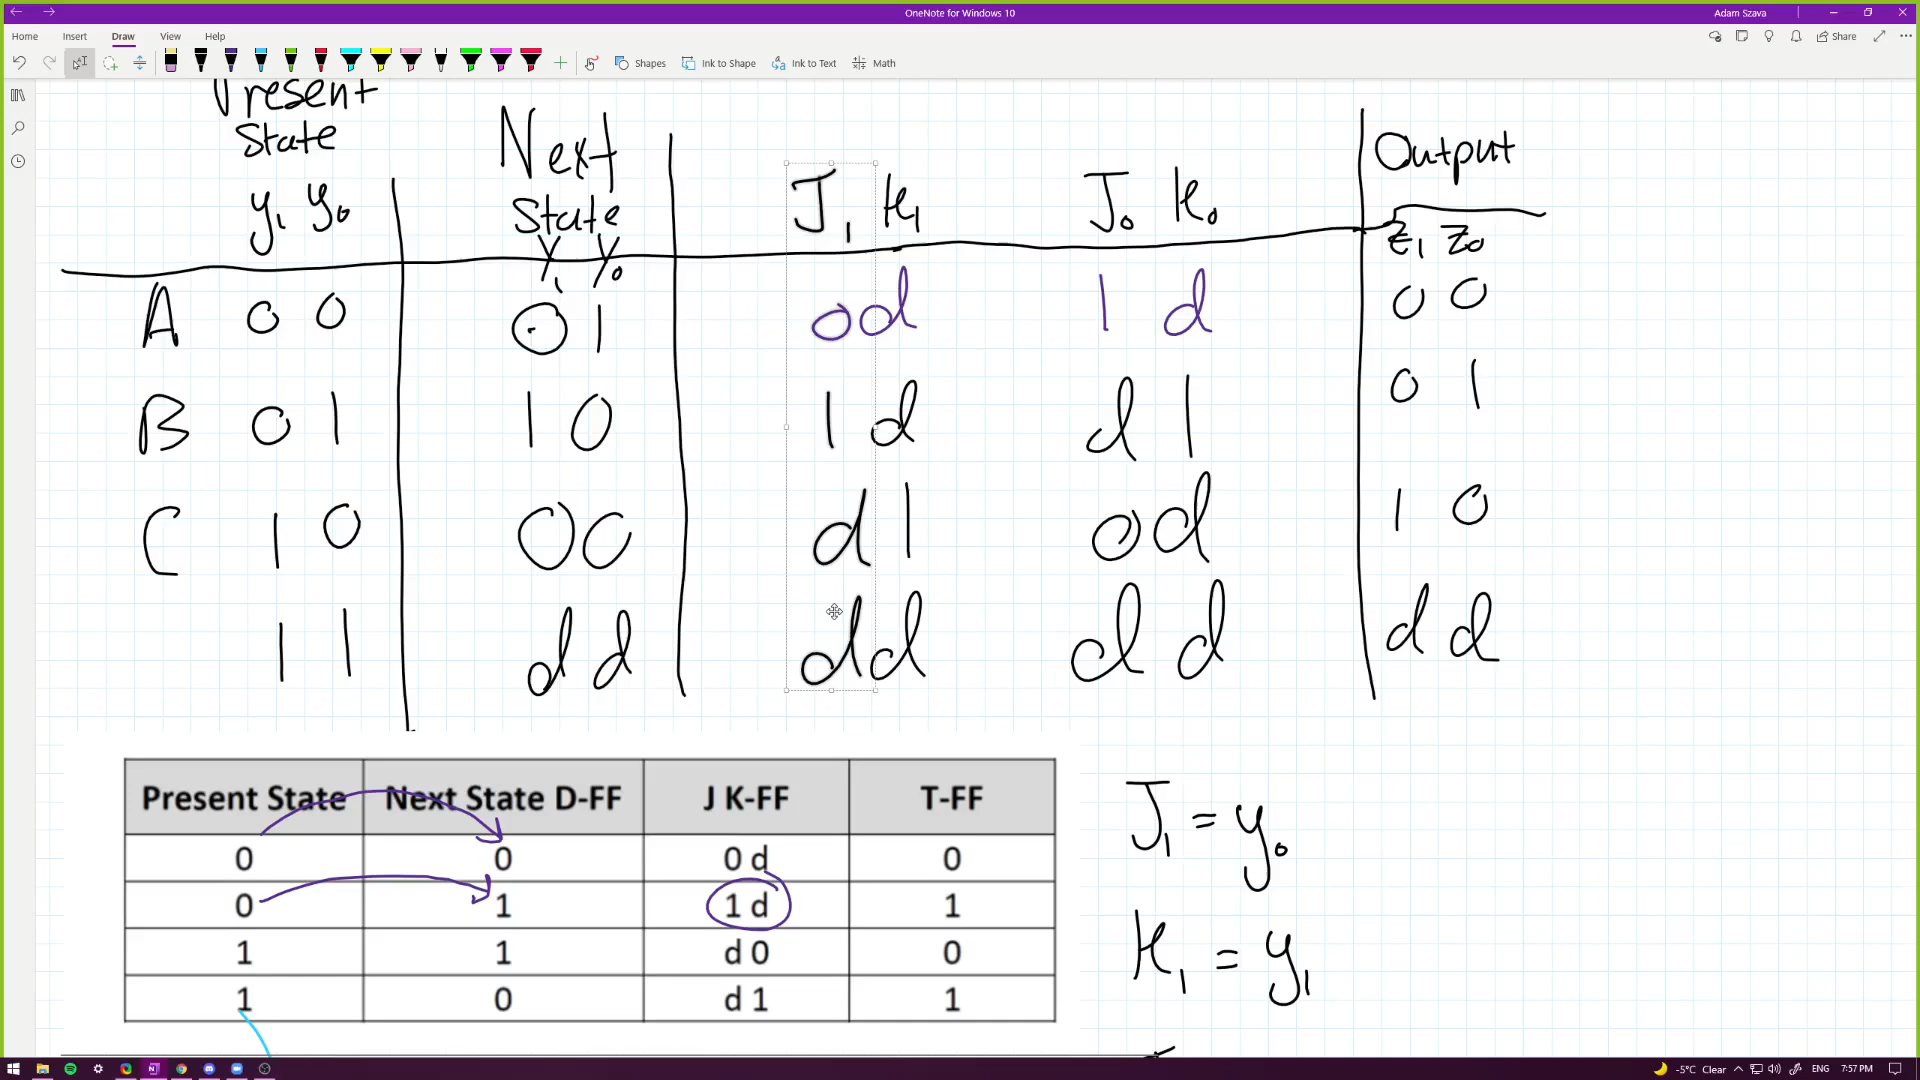 OneNote for Windows 10
Adam Szava
Home Insert Draw View Help
Share
Shapes Ink to Shape Ink to Text Math
Present State
y₁ y₀
Next State
Y₁ Y₀
J₁ K₁
J₀ K₀
Output
z₁ z₀
A 0 0 0 1 0 d 1 d 0 0
B 0 1 1 0 1 d d 1 0 1
C 1 0 0 0 d 1 0 d 1 0
1 1 d d d d d d d d
Present State Next State D-FF J K-FF T-FF
0 0 0 d 0
0 1 1 d 1
1 1 d 0 0
1 0 d 1 1
J₁ = y₀
K₁ = y₁
-5°C Clear ENG 7:57 PM